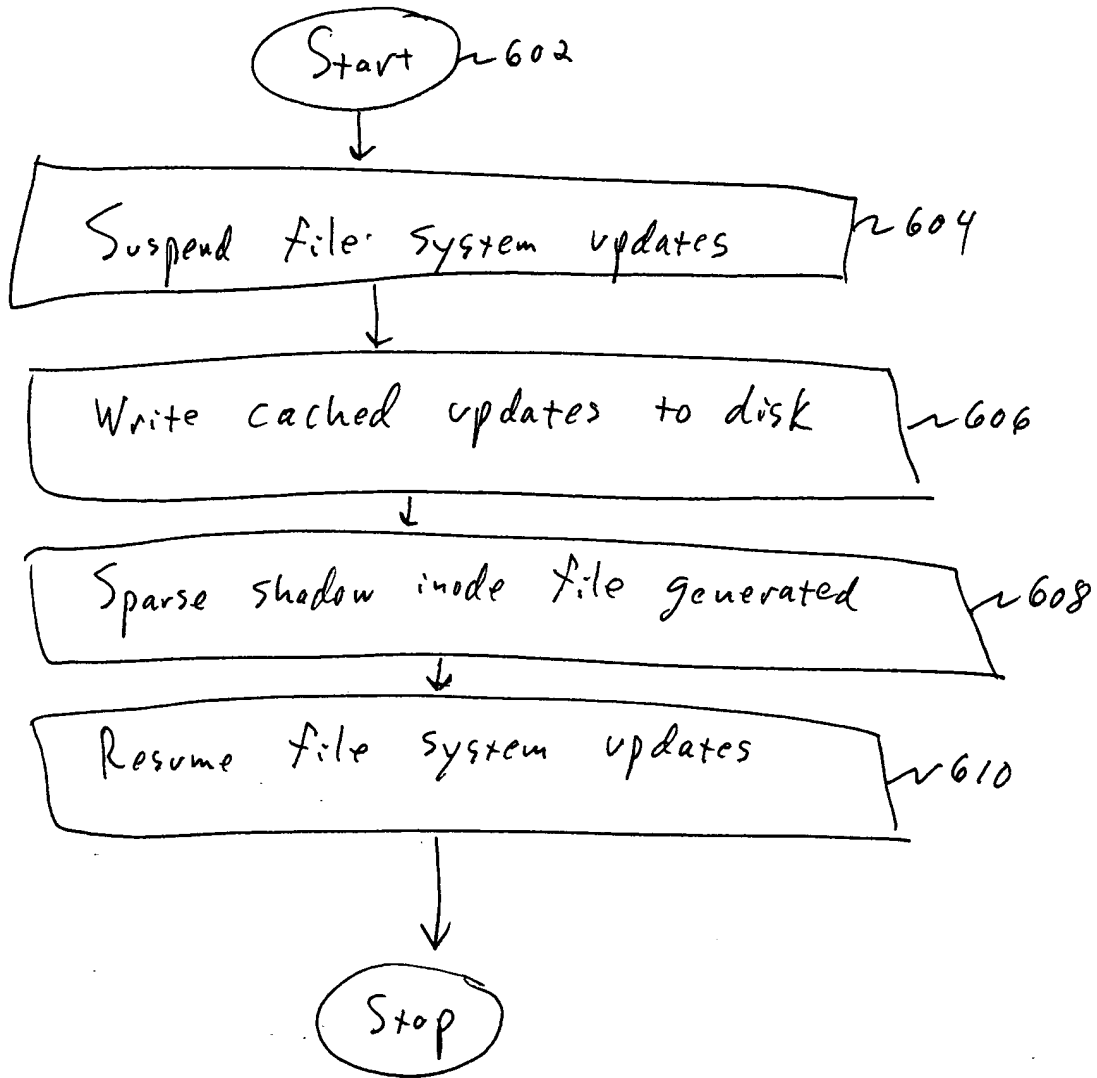 Start 602
Suspend file system updates 604
Write cached updates to disk 606
Sparse shadow inode file generated 608
Resume file system updates 610
Stop